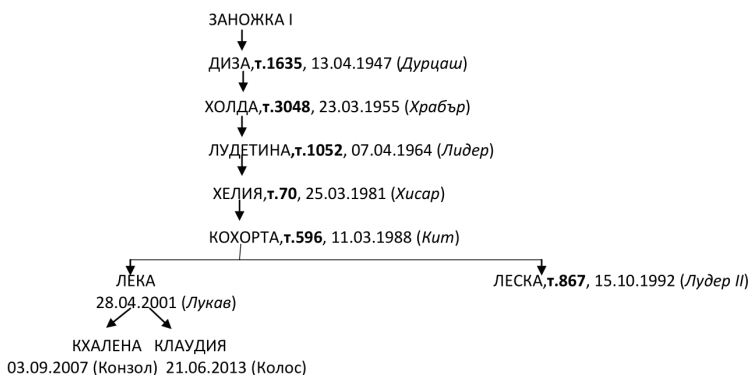 ЗАНОЖКА I
ДИЗА,т.1635, 13.04.1947 (Дурцаш)
ХОЛДА,т.3048, 23.03.1955 (Храбър)
ЛУДЕТИНА,т.1052, 07.04.1964 (Лидер)
ХЕЛИЯ,т.70, 25.03.1981 (Хисар)
КОХОРТА,т.596, 11.03.1988 (Кит)
ЛЕКА ЛЕСКА,т.867, 15.10.1992 (Лудер II)
28.04.2001 (Лукав)
КХАЛЕНА КЛАУДИЯ
03.09.2007 (Конзол) 21.06.2013 (Колос)